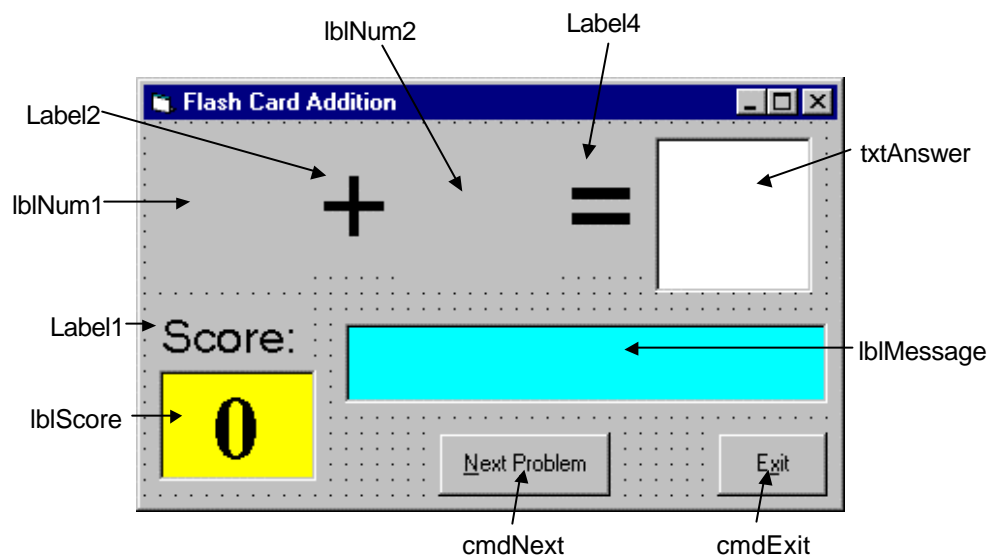 lblNum2
Label4
Flash Card Addition
Label2
+
=
txtAnswer
lblNum1
Label1
Score:
lblMessage
lblScore
0
Next Problem
Exit
cmdNext
cmdExit